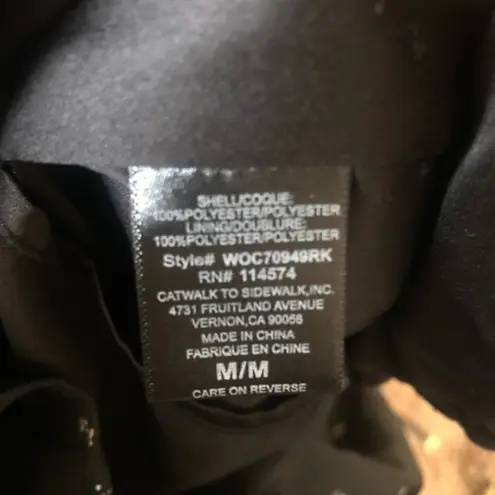 SHELL/COQUE:
100%POLYESTER/POLYESTER
LINING/DOUBLURE:
100%POLYESTER/POLYESTER
Style# WOC70949RK
RN# 114574
CATWALK TO SIDEWALK,INC.
4731 FRUITLAND AVENUE
VERNON,CA 90058
MADE IN CHINA
FABRIQUE EN CHINE
M/M
CARE ON REVERSE